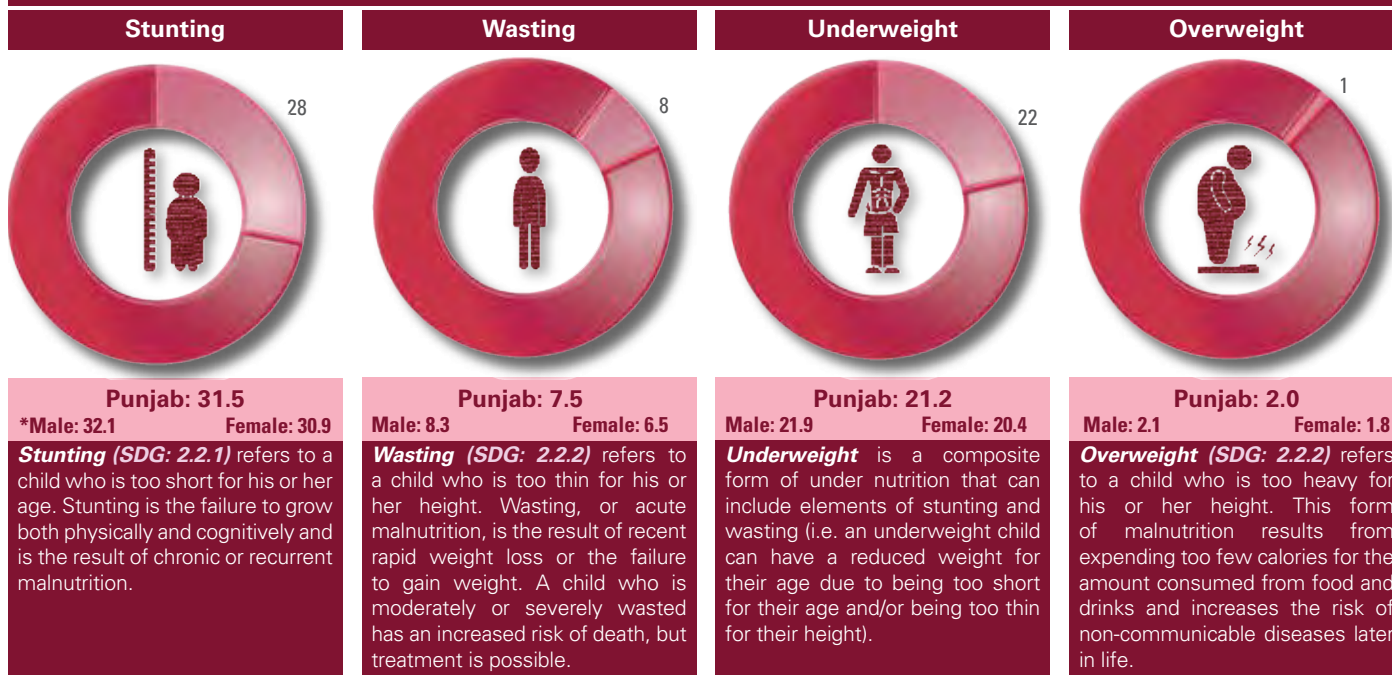 Stunting
28
Punjab: 31.5
*Male: 32.1 Female: 30.9
Stunting (SDG: 2.2.1) refers to a
child who is too short for his or her
age. Stunting is the failure to grow
both physically and cognitively and
is the result of chronic or recurrent
malnutrition.
Wasting
8
Punjab: 7.5
Male: 8.3 Female: 6.5
Wasting (SDG: 2.2.2) refers to
a child who is too thin for his or
her height. Wasting, or acute
malnutrition, is the result of recent
rapid weight loss or the failure
to gain weight. A child who is
moderately or severely wasted
has an increased risk of death, but
treatment is possible.
Underweight
22
Punjab: 21.2
Male: 21.9 Female: 20.4
Underweight is a composite
form of under nutrition that can
include elements of stunting and
wasting (i.e. an underweight child
can have a reduced weight for
their age due to being too short
for their age and/or being too thin
for their height).
Overweight
1
Punjab: 2.0
Male: 2.1 Female: 1.8
Overweight (SDG: 2.2.2) refers
to a child who is too heavy for
his or her height. This form
of malnutrition results from
expending too few calories for the
amount consumed from food and
drinks and increases the risk of
non-communicable diseases later
in life.